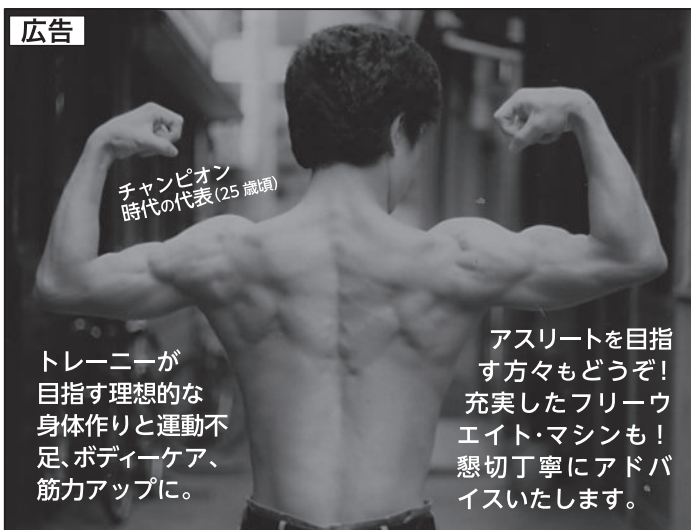 広告
チャンピオン
時代の代表(25 歳頃)
トレーニーが
目指す理想的な
身体作りと運動不
足、ボディーケア、
筋力アップに。
アスリートを目指
す方々もどうぞ!
充実したフリーウ
エイト・マシンも!
懇切丁寧にアドバ
イスいたします。